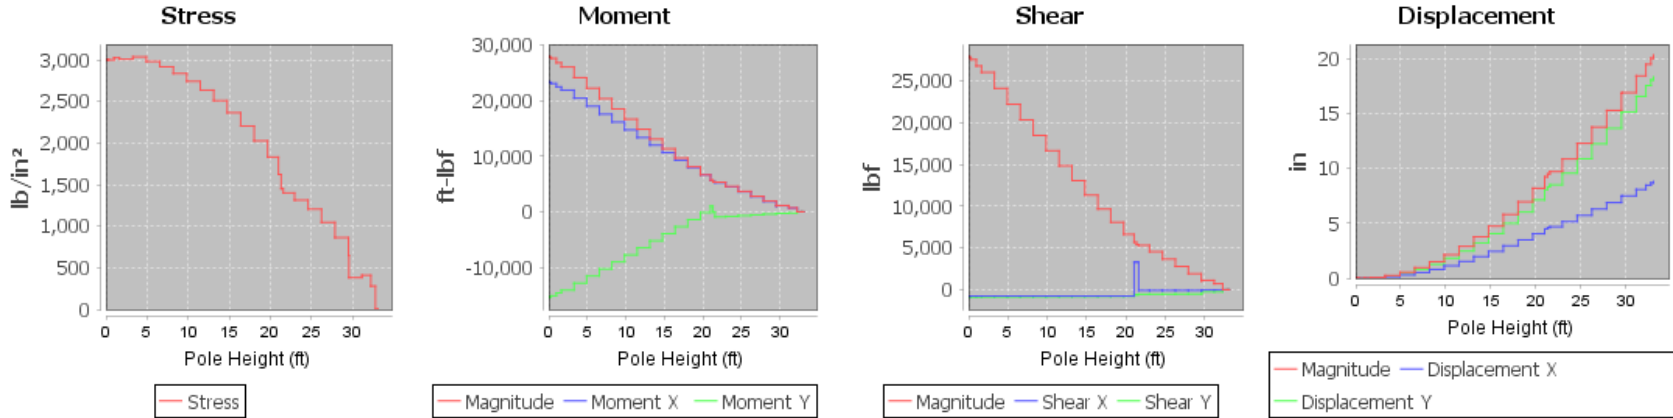 Stress
3,000
2,500
2,000
1,500
1,000
500
0
lb/in²
0 5 10 15 20 25 30
Pole Height (ft)
Stress
Moment
30,000
20,000
10,000
0
-10,000
ft-lbf
0 5 10 15 20 25 30
Pole Height (ft)
Magnitude Moment X Moment Y
Shear
25,000
20,000
15,000
10,000
5,000
0
lbf
0 5 10 15 20 25 30
Pole Height (ft)
Magnitude Shear X Shear Y
Displacement
20
15
10
5
0
in
0 5 10 15 20 25 30
Pole Height (ft)
Magnitude Displacement X
Displacement Y